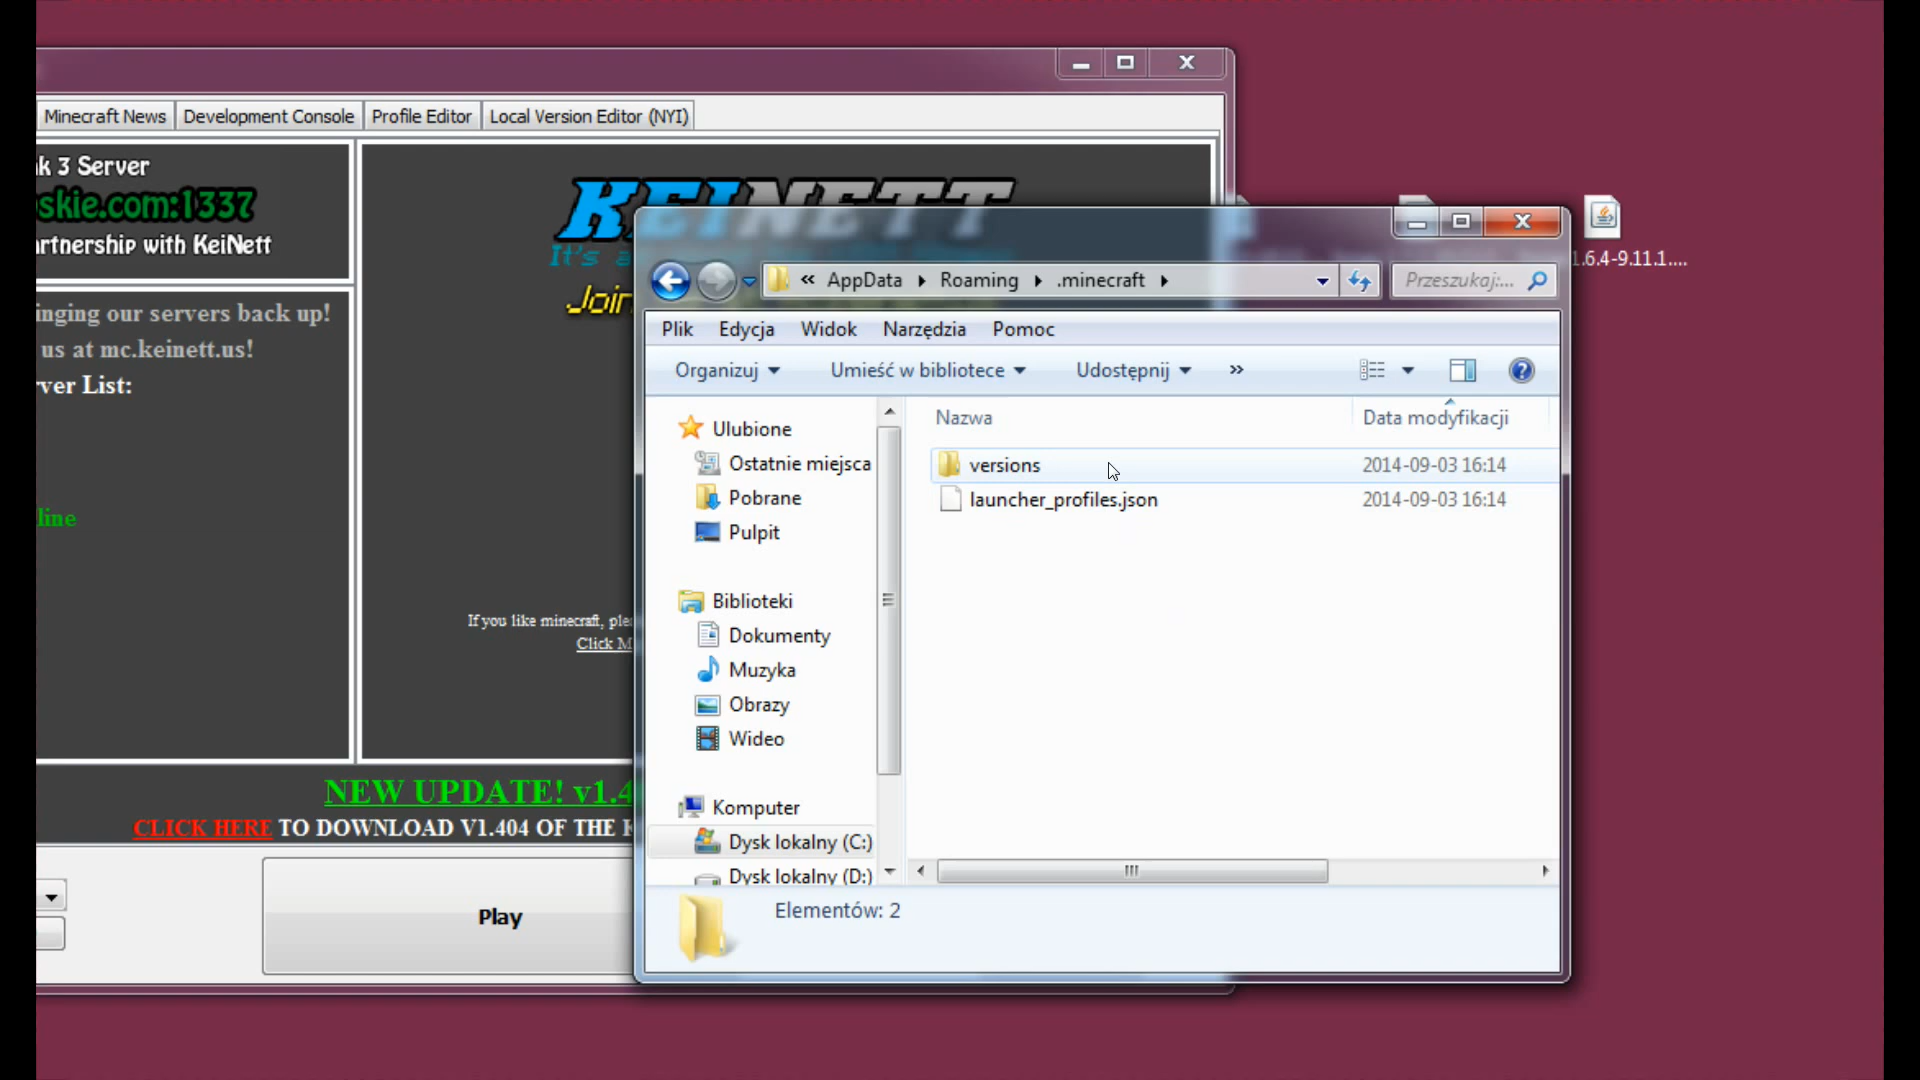 Minecraft News
Development Console
Profile Editor
Local Version Editor (NYI)
k 3 Server
skie.com:1337
artnership with KeiNett
inging our servers back up!
us at mc.keinett.us!
ver List:
line
KEINETT
It's a
Join
If you like minecraft, ple
Click M
NEW UPDATE! v1.4
CLICK HERE TO DOWNLOAD V1.404 OF THE K
Play
« AppData Roaming .minecraft
Przeszukaj:...
Plik Edycja Widok Narzędzia Pomoc
Organizuj Umieść w bibliotece Udostępnij »
Ulubione
Ostatnie miejsca
Pobrane
Pulpit
Biblioteki
Dokumenty
Muzyka
Obrazy
Wideo
Komputer
Dysk lokalny (C:)
Dysk lokalny (D:)
Nazwa Data modyfikacji
versions 2014-09-03 16:14
launcher_profiles.json 2014-09-03 16:14
Elementów: 2
1.6.4-9.11.1....